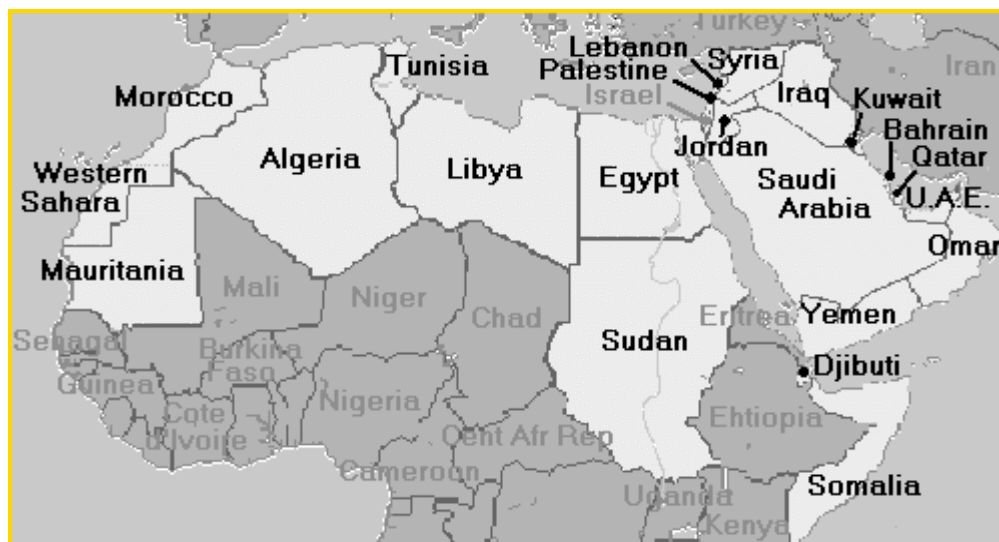 Turkey
Lebanon
Syria
Tunisia
Palestine
Iran
Iraq
Israel
Morocco
Kuwait
Bahrain
Jordan
Qatar
Algeria
Libya
Egypt
Western
Sahara
Saudi
Arabia
U.A.E.
Oman
Mauritania
Mali
Niger
Chad
Eritrea
Yemen
Senagal
Burkina
Faso
Sudan
Djibuti
Guinea
Nigeria
Cote
d'Ivoire
Ehtiopia
Cent Afr Rep
Cameroon
Uganda
Somalia
Kenya